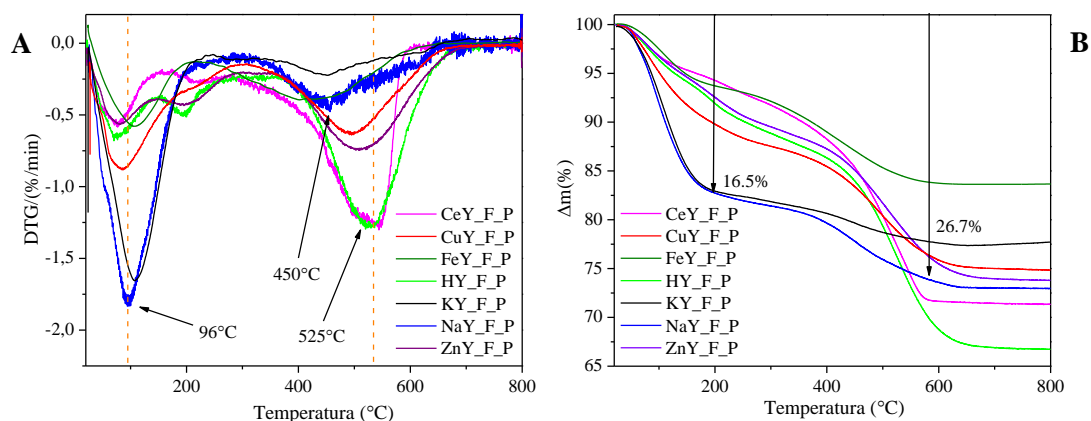 A
0,0
-0,5
-1,0
-1,5
-2,0
DTG/(%/min)
200
400
600
800
Temperatura (°C)
450°C
96°C
525°C
CeY_F_P
CuY_F_P
FeY_F_P
HY_F_P
KY_F_P
NaY_F_P
ZnY_F_P
B
100
95
90
85
80
75
70
65
Δm(%)
0
200
400
600
800
Temperatura (°C)
16.5%
26.7%
CeY_F_P
CuY_F_P
FeY_F_P
HY_F_P
KY_F_P
NaY_F_P
ZnY_F_P